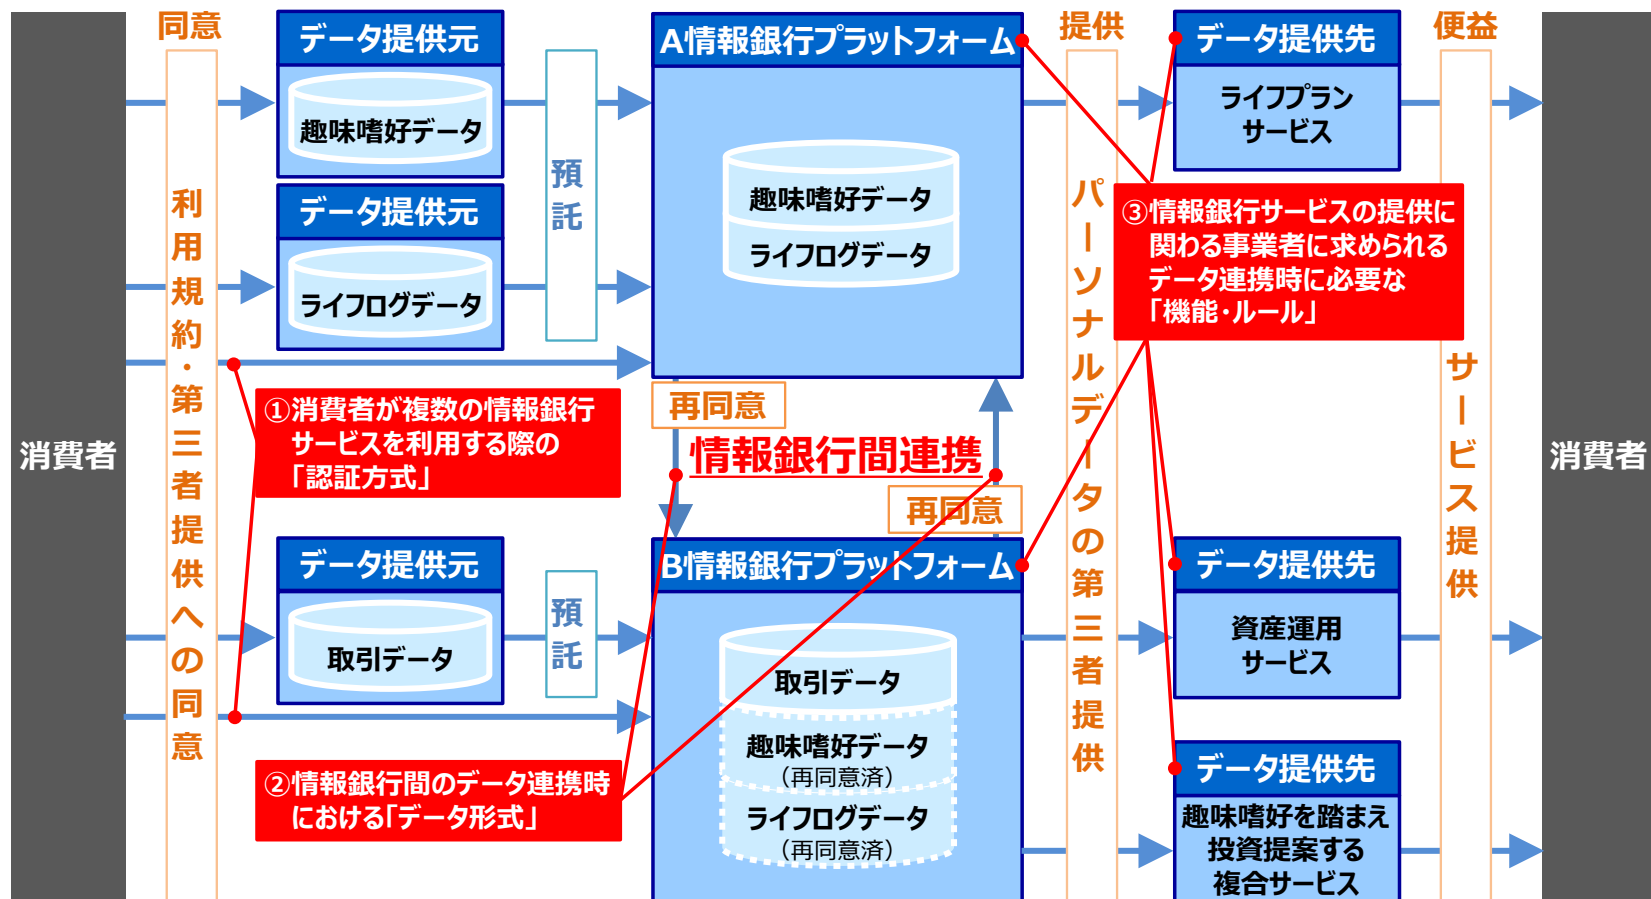 同意
データ提供元
A情報銀行プラットフォーム
提供
データ提供先
便益
趣味嗜好データ
ライフプラン
サービス
預託
データ提供元
ライフログデータ
趣味嗜好データ
ライフログデータ
③情報銀行サービスの提供に
関わる事業者に求められる
データ連携時に必要な
「機能・ルール」
利用規約・第三者提供への同意
パーソナルデータの第三者提供
サービス提供
消費者
消費者
①消費者が複数の情報銀行
サービスを利用する際の
「認証方式」
再同意
情報銀行間連携
再同意
データ提供元
B情報銀行プラットフォーム
データ提供先
取引データ
預託
資産運用
サービス
取引データ
趣味嗜好データ
(再同意済)
ライフログデータ
(再同意済)
②情報銀行間のデータ連携時
における「データ形式」
データ提供先
趣味嗜好を踏まえ
投資提案する
複合サービス